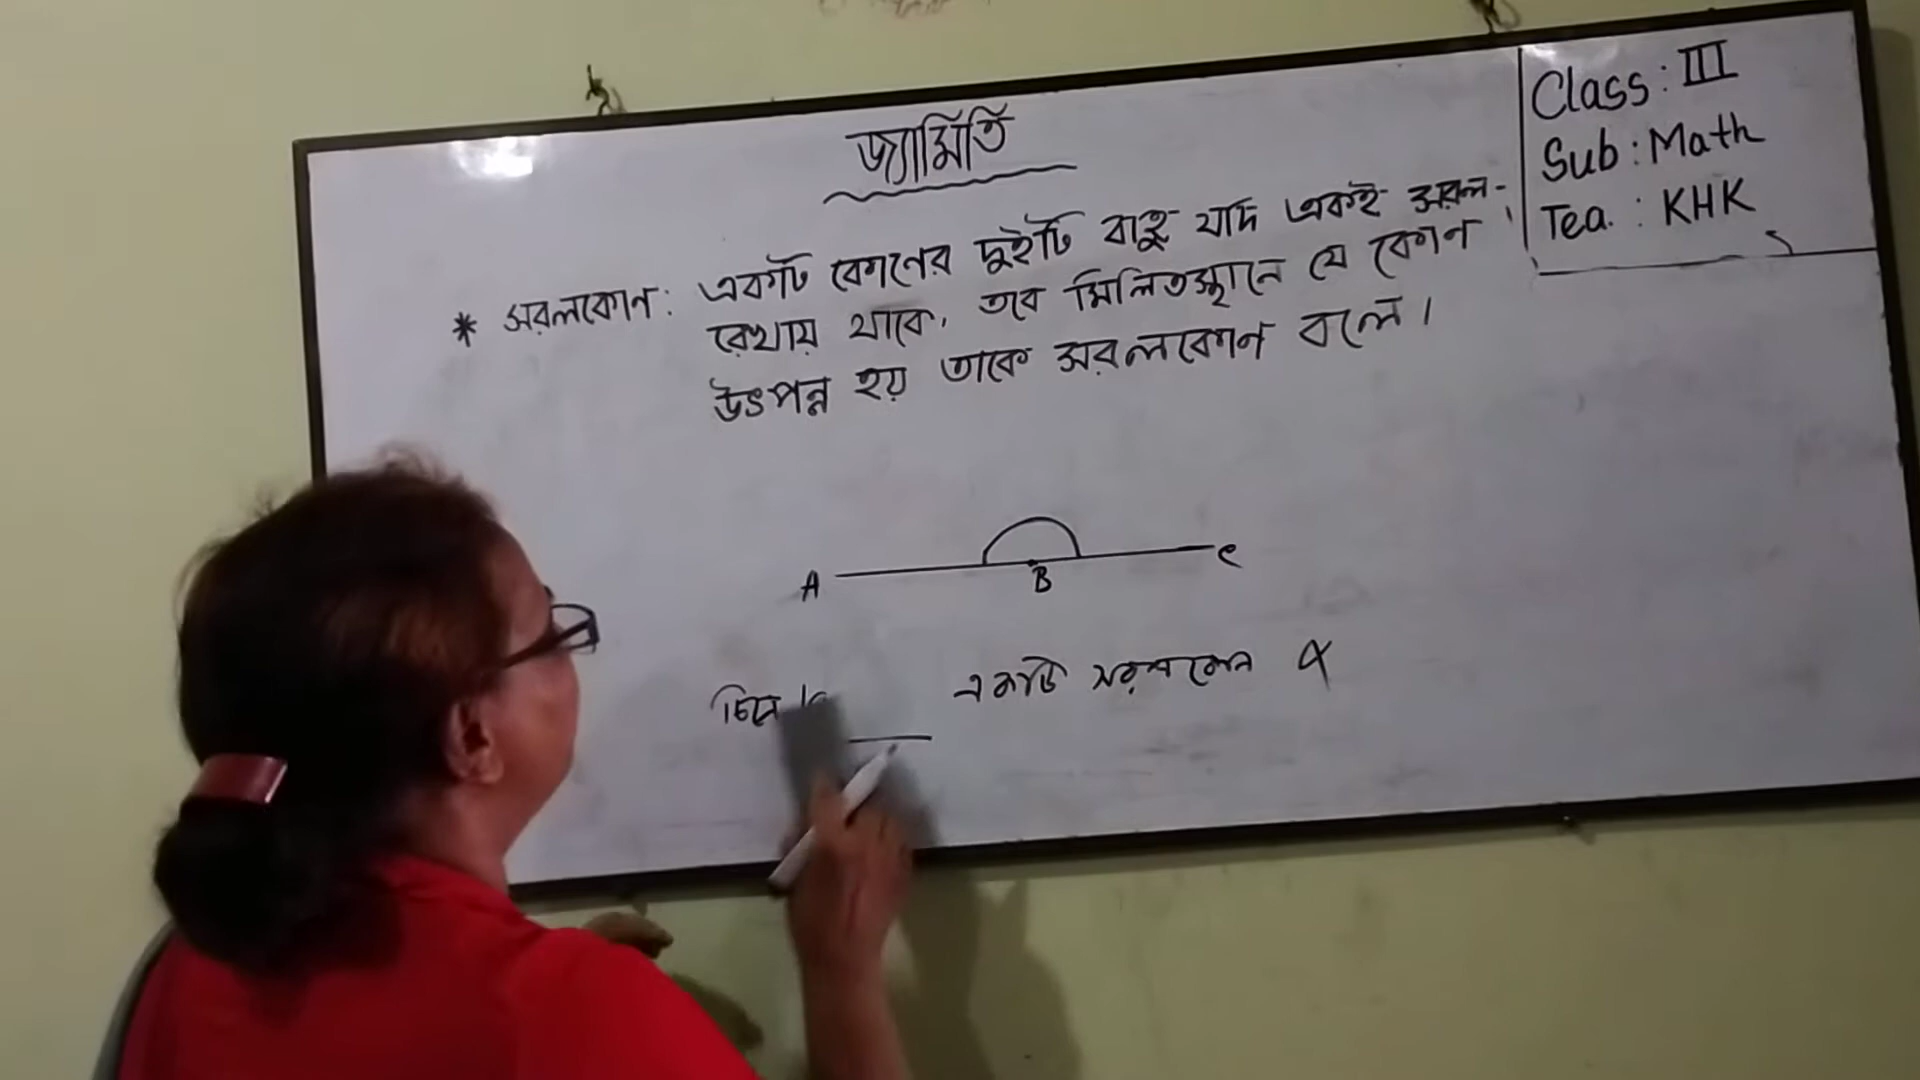 জ্যামিতি
Class: III
Sub: Math
Tea. : KHK
* সরলকোণ: একটি কোণের দুইটি বাহু যদি একই সরল-
রেখায় থাকে, তবে মিলিতস্থানে যে কোণ
উৎপন্ন হয় তাকে সরলকোণ বলে।
A B C
একটি সরলকোণ